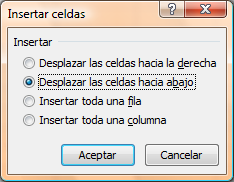 Insertar celdas
Insertar
Desplazar las celdas hacia la derecha
Desplazar las celdas hacia abajo
Insertar toda una fila
Insertar toda una columna
Aceptar
Cancelar